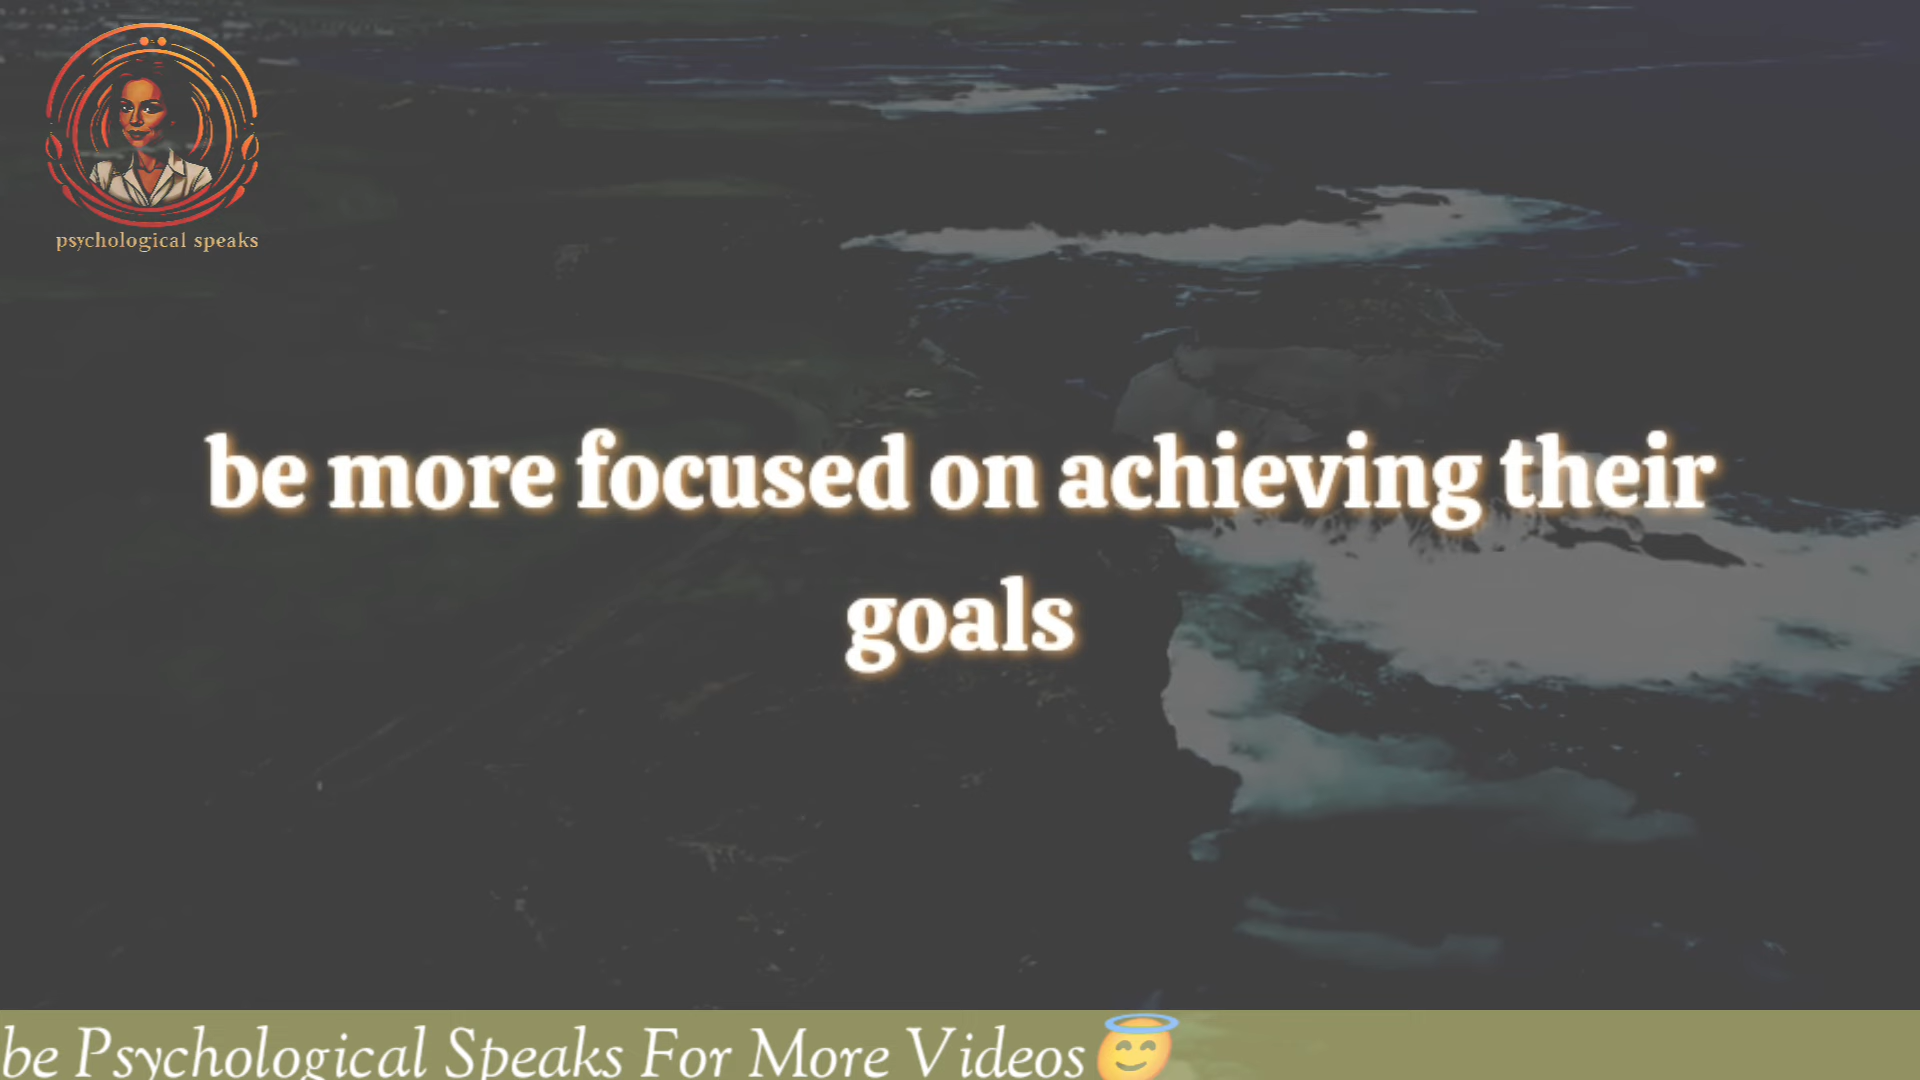 psychological speaks
be more focused on achieving their
goals
be Psychological Speaks For More Videos 😇